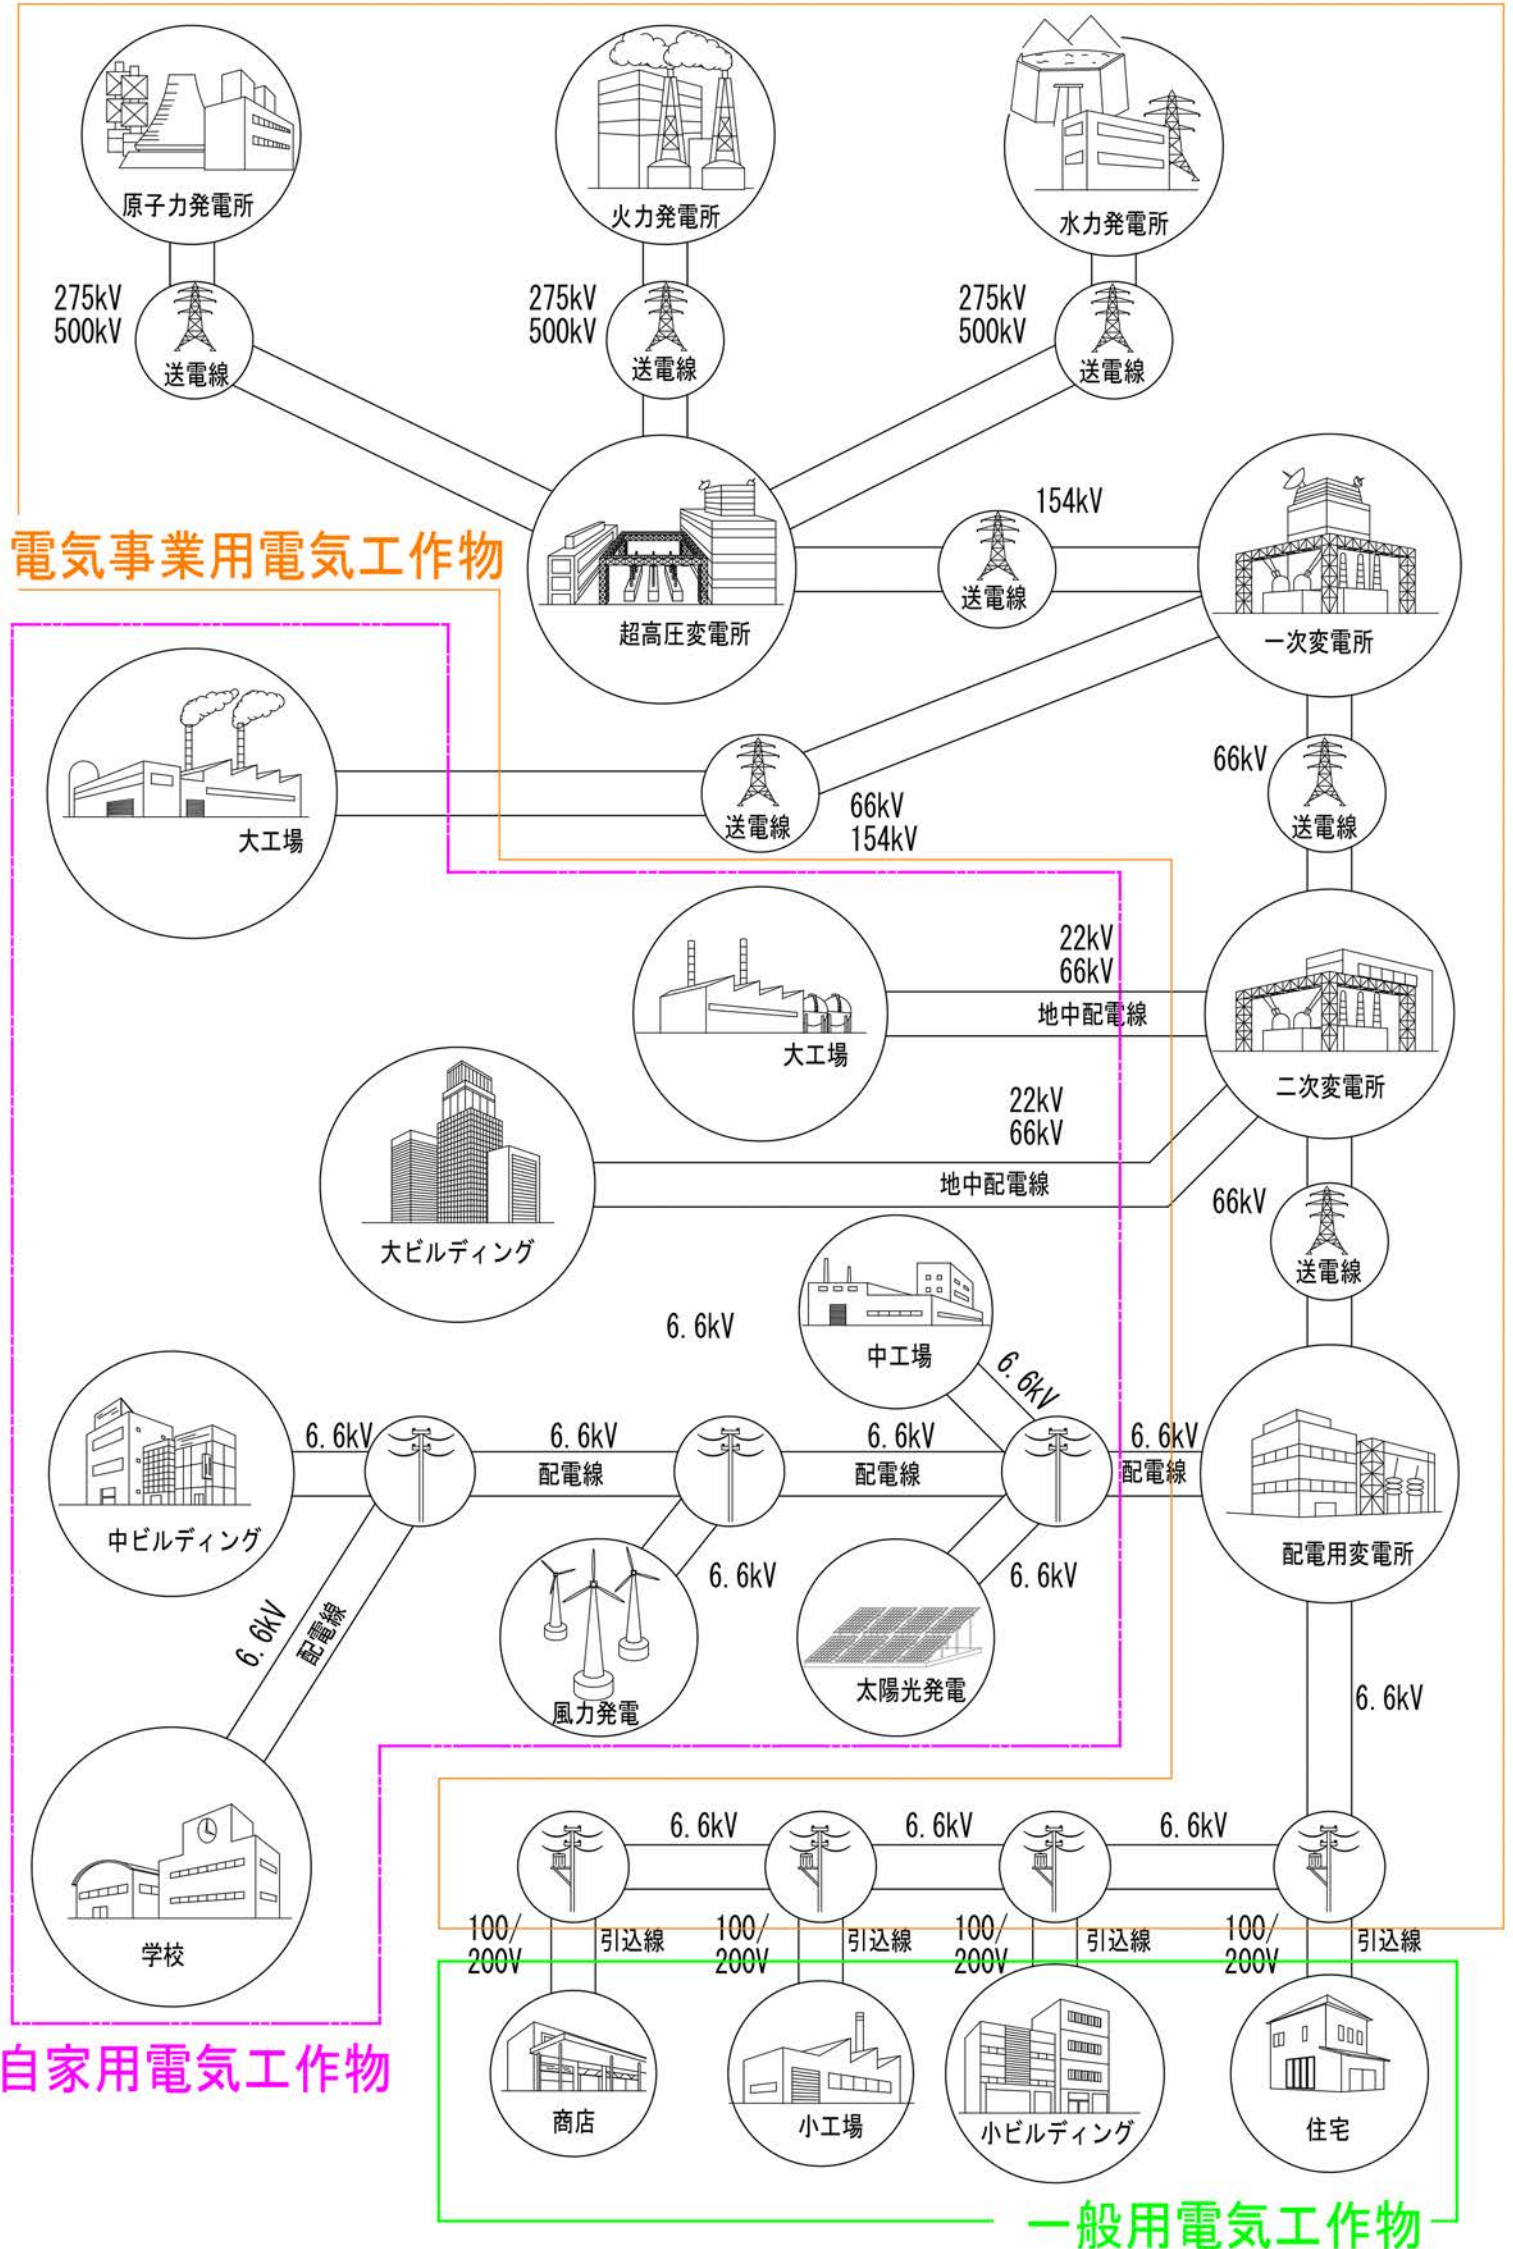 原子力発電所
火力発電所
水力発電所
275kV
500kV
送電線
275kV
500kV
送電線
275kV
500kV
送電線
電気事業用電気工作物
超高圧変電所
154kV
送電線
一次変電所
大工場
送電線
66kV
154kV
66kV
送電線
大工場
22kV
66kV
地中配電線
二次変電所
大ビルディング
22kV
66kV
地中配電線
66kV
送電線
6.6kV
中工場
6.6kV
中ビルディング
6.6kV
6.6kV
配電線
6.6kV
配電線
6.6kV
配電線
配電用変電所
6.6kV
配電線
風力発電
6.6kV
太陽光発電
6.6kV
6.6kV
学校
6.6kV
6.6kV
6.6kV
100/
200V
引込線
100/
200V
引込線
100/
200V
引込線
100/
200V
引込線
自家用電気工作物
商店
小工場
小ビルディング
住宅
一般用電気工作物